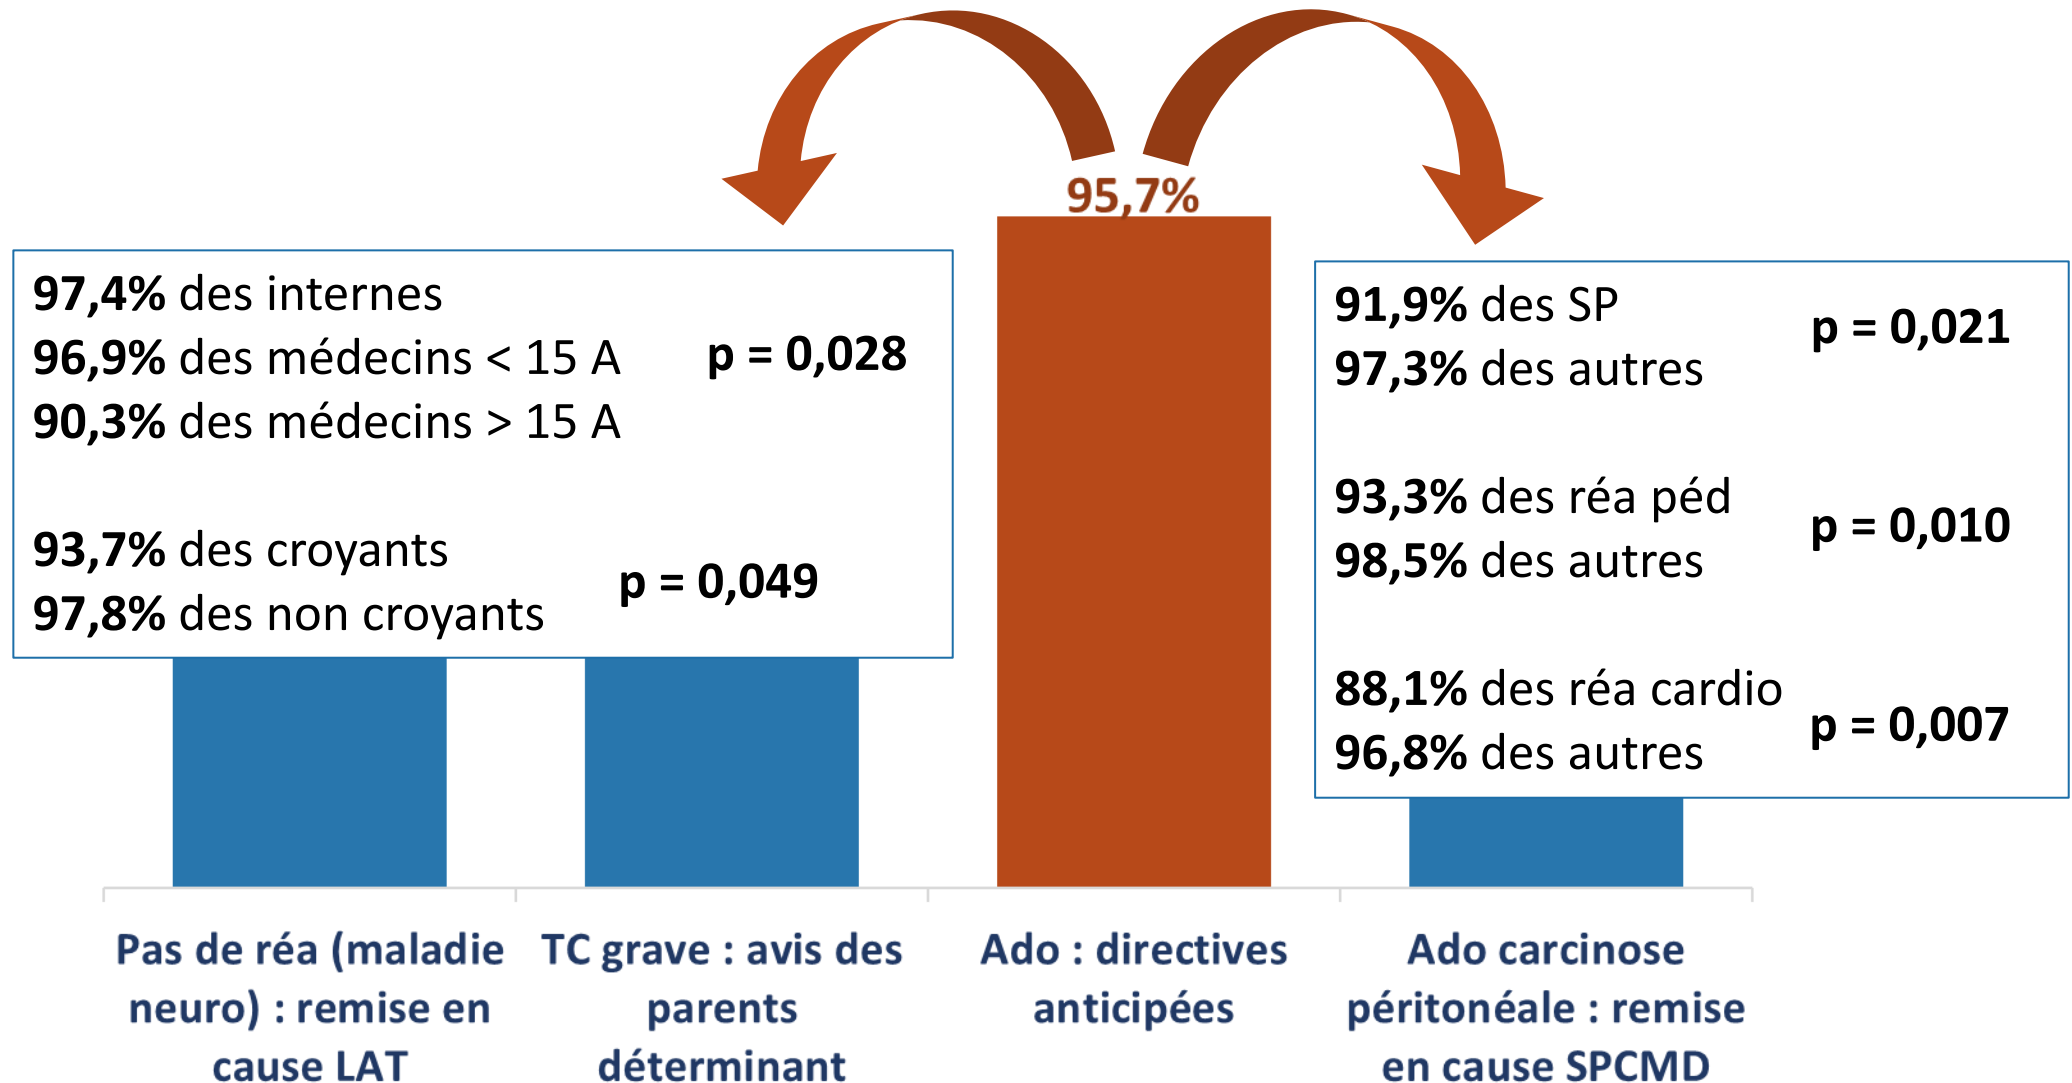 95,7%
97,4% des internes
96,9% des médecins < 15 A
90,3% des médecins > 15 A
p = 0,028
93,7% des croyants
97,8% des non croyants
p = 0,049
91,9% des SP
97,3% des autres
p = 0,021
93,3% des réa péd
98,5% des autres
p = 0,010
88,1% des réa cardio
96,8% des autres
p = 0,007
Pas de réa (maladie
neuro) : remise en
cause LAT
TC grave : avis des
parents
déterminant
Ado : directives
anticipées
Ado carcinose
péritonéale : remise
en cause SPCMD